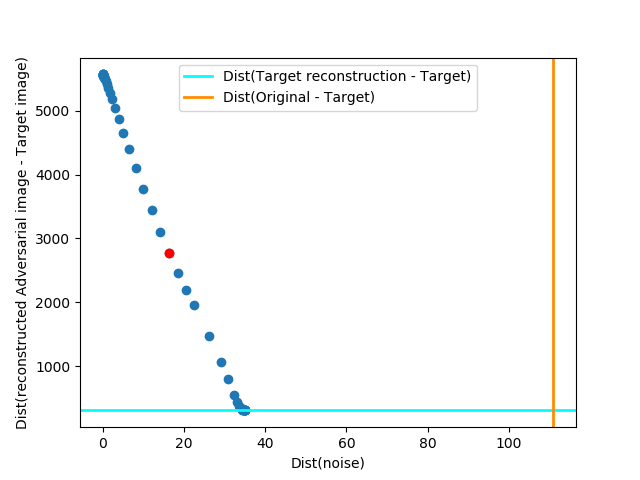 Dist(Target reconstruction - Target)
Dist(Original - Target)
Dist(reconstructed Adversarial image - Target image)
5000
4000
3000
2000
1000
0 20 40 60 80 100
Dist(noise)